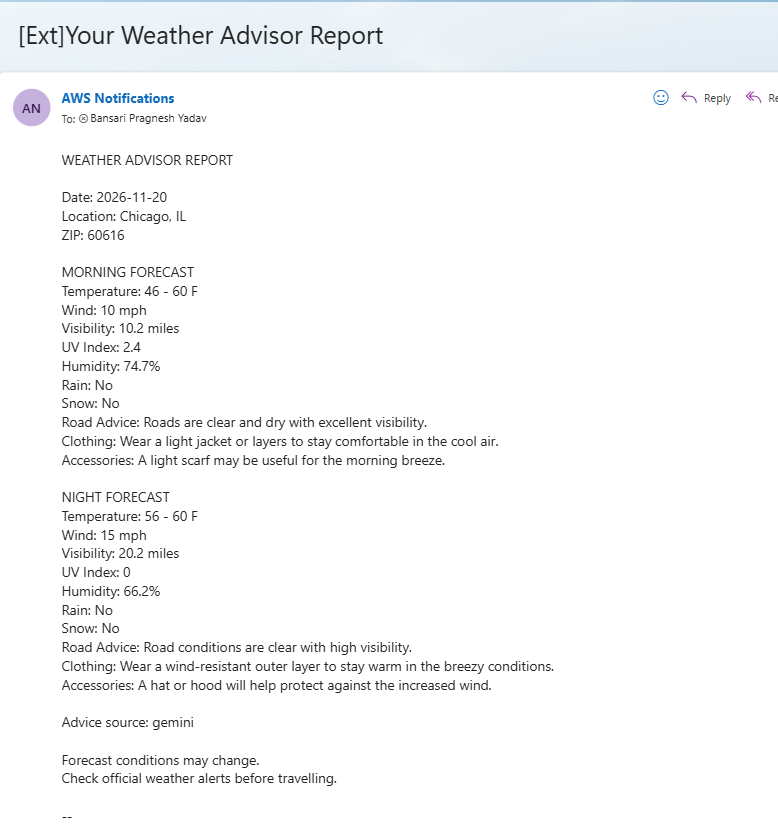 [Ext]Your Weather Advisor Report
AN
AWS Notifications
Reply
Re
To: Bansari Pragnesh Yadav
WEATHER ADVISOR REPORT
Date: 2026-11-20
Location: Chicago, IL
ZIP: 60616
MORNING FORECAST
Temperature: 46 - 60 F
Wind: 10 mph
Visibility: 10.2 miles
UV Index: 2.4
Humidity: 74.7%
Rain: No
Snow: No
Road Advice: Roads are clear and dry with excellent visibility.
Clothing: Wear a light jacket or layers to stay comfortable in the cool air.
Accessories: A light scarf may be useful for the morning breeze.
NIGHT FORECAST
Temperature: 56 - 60 F
Wind: 15 mph
Visibility: 20.2 miles
UV Index: 0
Humidity: 66.2%
Rain: No
Snow: No
Road Advice: Road conditions are clear with high visibility.
Clothing: Wear a wind-resistant outer layer to stay warm in the breezy conditions.
Accessories: A hat or hood will help protect against the increased wind.
Advice source: gemini
Forecast conditions may change.
Check official weather alerts before travelling.
--